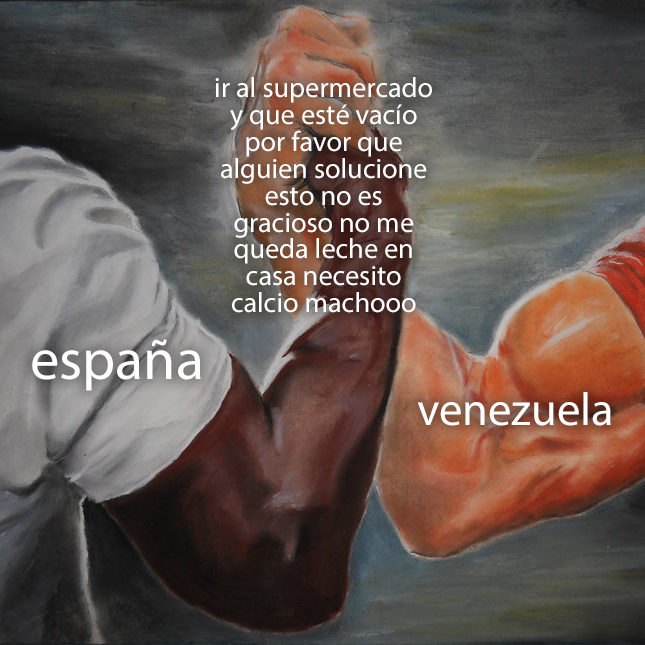 ir al supermercado
y que esté vacío
por favor que
alguien solucione
esto no es
gracioso no me
queda leche en
casa necesito
calcio machooo
españa
venezuela